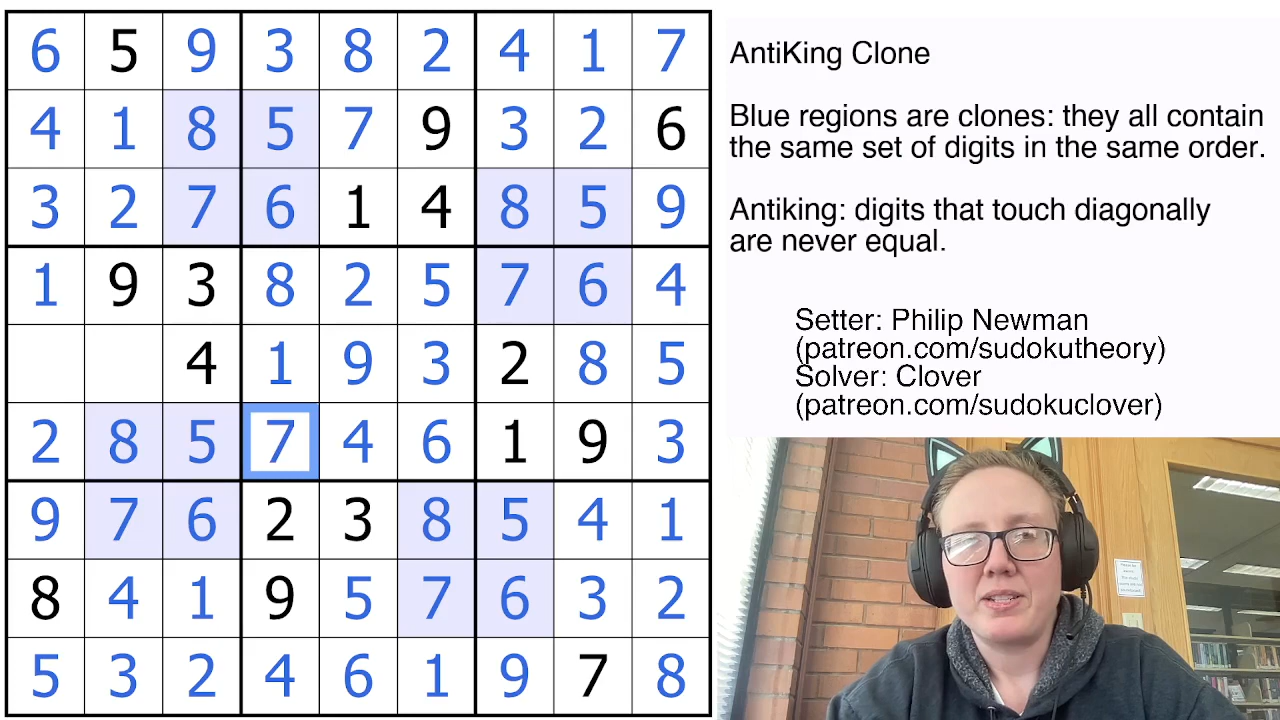 6 5 9 3 8 2 4 1 7
4 1 8 5 7 9 3 2 6
3 2 7 6 1 4 8 5 9
1 9 3 8 2 5 7 6 4
4 1 9 3 2 8 5
2 8 5 7 4 6 1 9 3
9 7 6 2 3 8 5 4 1
8 4 1 9 5 7 6 3 2
5 3 2 4 6 1 9 7 8
AntiKing Clone
Blue regions are clones: they all contain
the same set of digits in the same order.
Antiking: digits that touch diagonally
are never equal.
Setter: Philip Newman
(patreon.com/sudokutheory)
Solver: Clover
(patreon.com/sudokuclover)